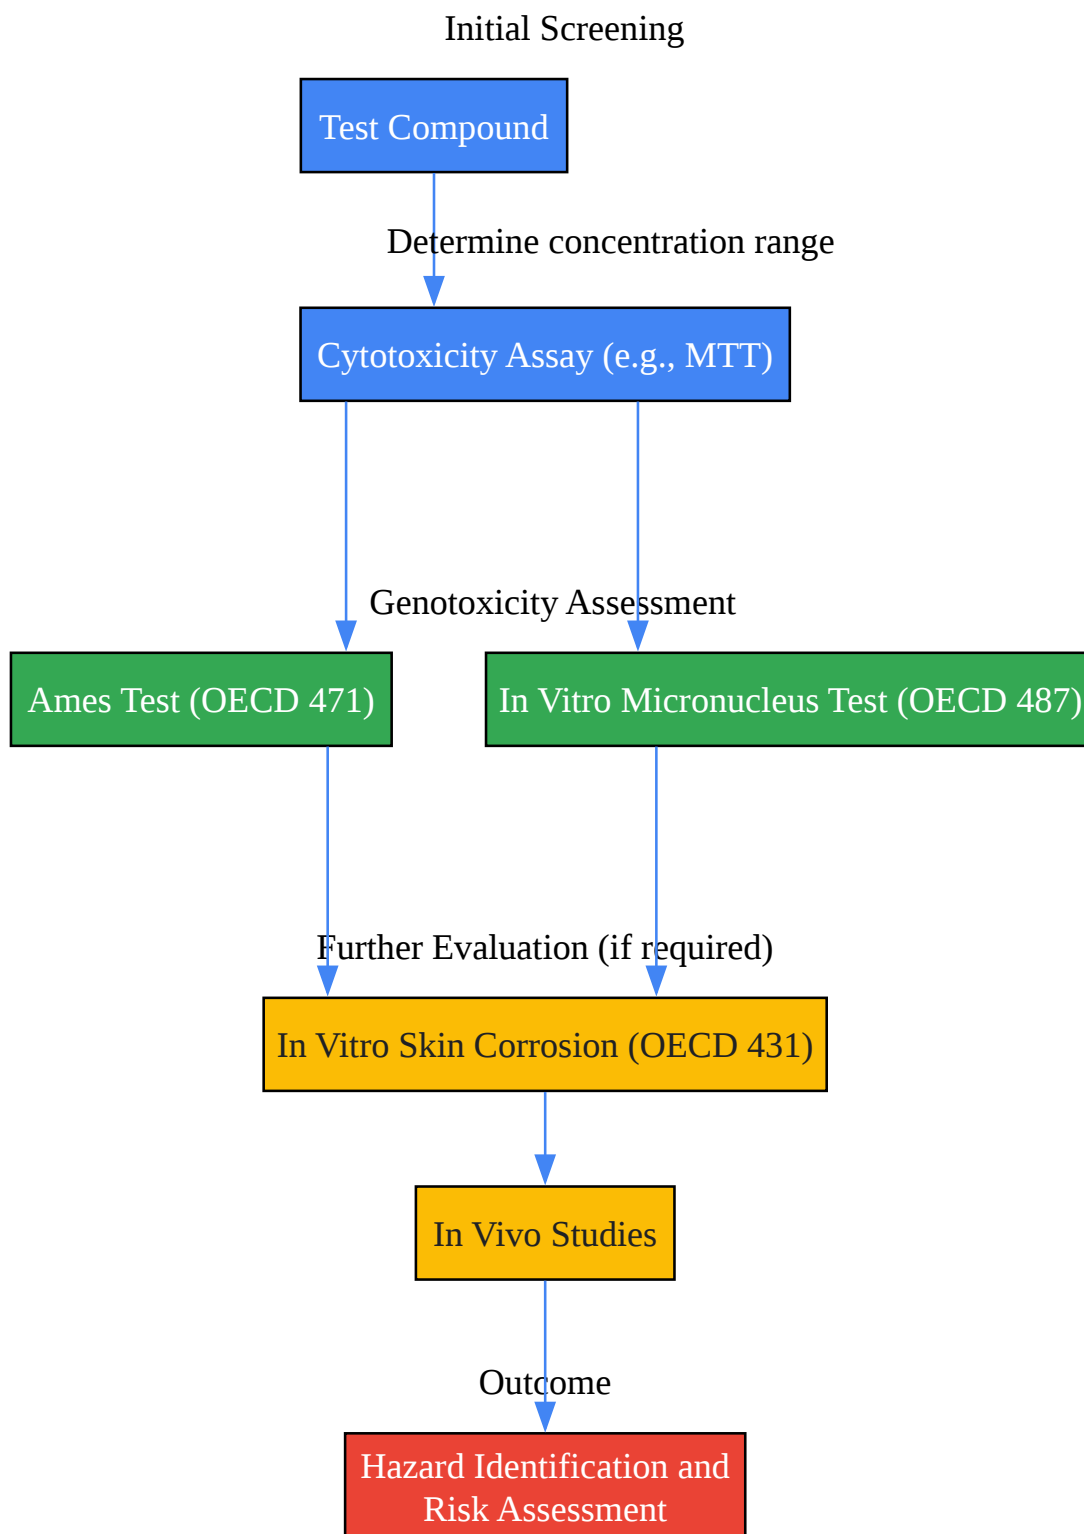 Initial Screening
Test Compound
Determine concentration range
Cytotoxicity Assay (e.g., MTT)
Genotoxicity Assessment
Ames Test (OECD 471)
In Vitro Micronucleus Test (OECD 487)
Further Evaluation (if required)
In Vitro Skin Corrosion (OECD 431)
In Vivo Studies
Outcome
Hazard Identification and
Risk Assessment